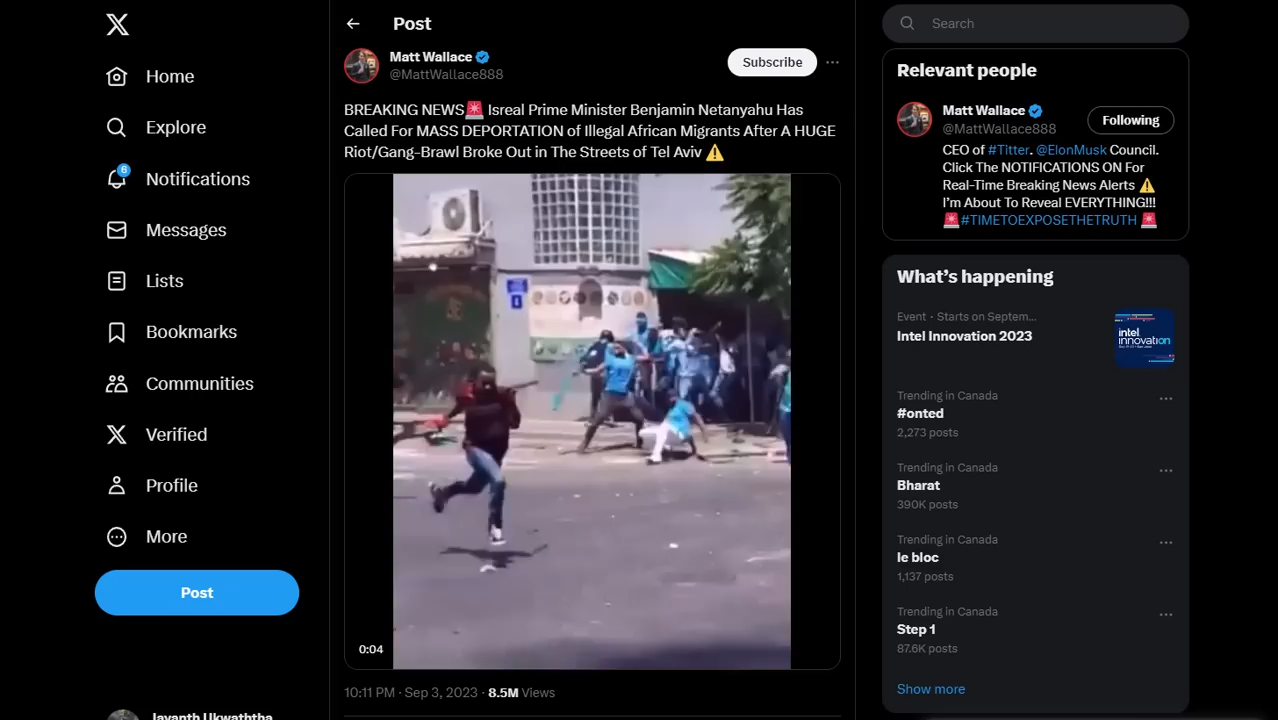 Home
Explore
6
Notifications
Messages
Lists
Bookmarks
Communities
Verified
Profile
More
Post
Post
Matt Wallace
@MattWallace888
Subscribe
BREAKING NEWS🚨 Isreal Prime Minister Benjamin Netanyahu Has
Called For MASS DEPORTATION of Illegal African Migrants After A HUGE
Riot/Gang-Brawl Broke Out in The Streets of Tel Aviv ⚠️
0:04
10:11 PM · Sep 3, 2023 · 8.5M Views
Search
Relevant people
Matt Wallace
@MattWallace888
Following
CEO of #Titter. @ElonMusk Council.
Click The NOTIFICATIONS ON For
Real-Time Breaking News Alerts ⚠️
I'm About To Reveal EVERYTHING!!!
🚨#TIMETOEXPOSETHETRUTH 🚨
What's happening
Event · Starts on Septem...
Intel Innovation 2023
intel
innovation
Trending in Canada
#onted
2,273 posts
Trending in Canada
Bharat
390K posts
Trending in Canada
le bloc
1,137 posts
Trending in Canada
Step 1
87.6K posts
Show more